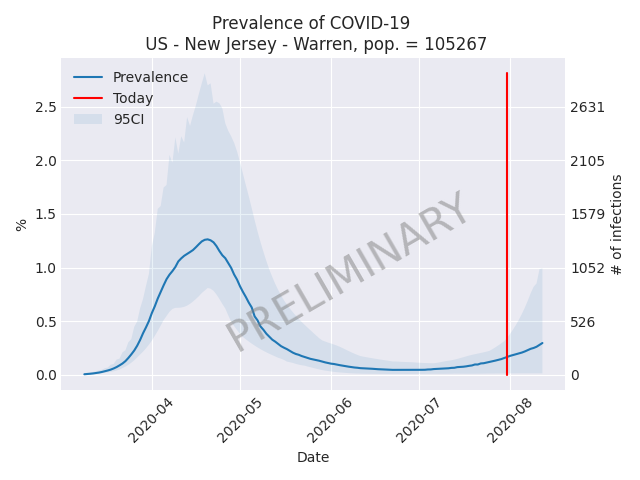 Prevalence of COVID-19
US - New Jersey - Warren, pop. = 105267
Prevalence
Today
95CI
2.5
2.0
1.5
1.0
0.5
0.0
%
2631
2105
1579
1052
526
0
# of infections
PRELIMINARY
2020-04
2020-05
2020-06
2020-07
2020-08
Date